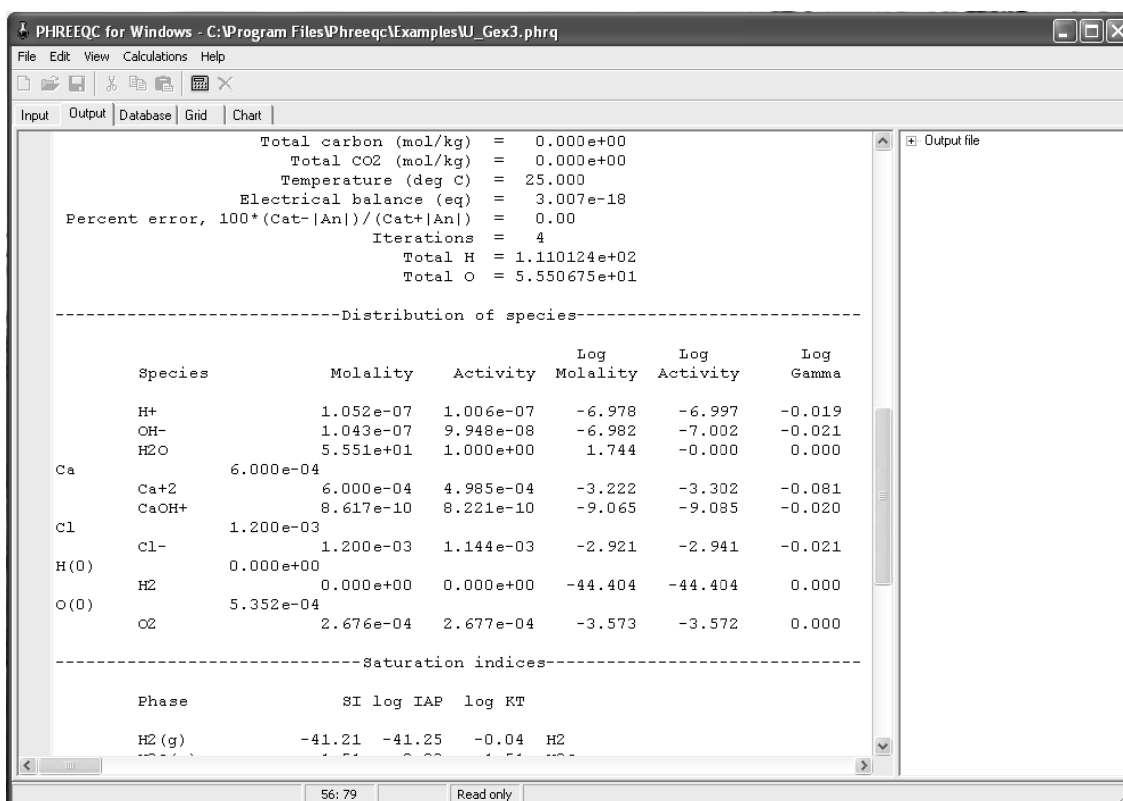 PHREEQC for Windows - C:\Program Files\Phreeqc\Examples\U_Gex3.phrq
File Edit View Calculations Help
Input Output Database Grid Chart
Total carbon (mol/kg) = 0.000e+00
Total CO2 (mol/kg) = 0.000e+00
Temperature (deg C) = 25.000
Electrical balance (eq) = 3.007e-18
Percent error, 100*(Cat-|An|)/(Cat+|An|) = 0.00
Iterations = 4
Total H = 1.110124e+02
Total O = 5.550675e+01
----------------------------Distribution of species----------------------------
Log Log Log
Species Molality Activity Molality Activity Gamma
H+ 1.052e-07 1.006e-07 -6.978 -6.997 -0.019
OH- 1.043e-07 9.948e-08 -6.982 -7.002 -0.021
H2O 5.551e+01 1.000e+00 1.744 -0.000 0.000
Ca 6.000e-04
Ca+2 6.000e-04 4.985e-04 -3.222 -3.302 -0.081
CaOH+ 8.617e-10 8.221e-10 -9.065 -9.085 -0.020
Cl 1.200e-03
Cl- 1.200e-03 1.144e-03 -2.921 -2.941 -0.021
H(0) 0.000e+00
H2 0.000e+00 0.000e+00 -44.404 -44.404 0.000
O(0) 5.352e-04
O2 2.676e-04 2.677e-04 -3.573 -3.572 0.000
------------------------------Saturation indices-------------------------------
Phase SI log IAP log KT
H2(g) -41.21 -41.25 -0.04 H2
Output file
56: 79 Read only